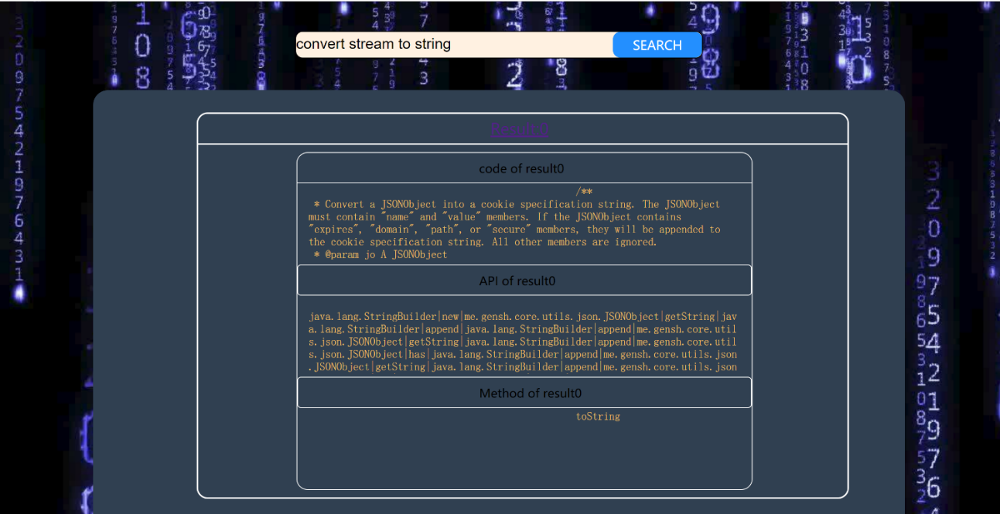 convert stream to string
SEARCH
Result:0
code of result0
/**
* Convert a JSONObject into a cookie specification string. The JSONObject
must contain "name" and "value" members. If the JSONObject contains
"expires", "domain", "path", or "secure" members, they will be appended to
the cookie specification string. All other members are ignored.
* @param jo A JSONObject
API of result0
java.lang.StringBuilder|new|me.gensh.core.utils.json.JSONObject|getString|jav
a.lang.StringBuilder|append|java.lang.StringBuilder|append|me.gensh.core.util
s.json.JSONObject|getString|java.lang.StringBuilder|append|me.gensh.core.util
s.json.JSONObject|has|java.lang.StringBuilder|append|me.gensh.core.utils.json
.JSONObject|getString|java.lang.StringBuilder|append|me.gensh.core.utils.json
Method of result0
toString